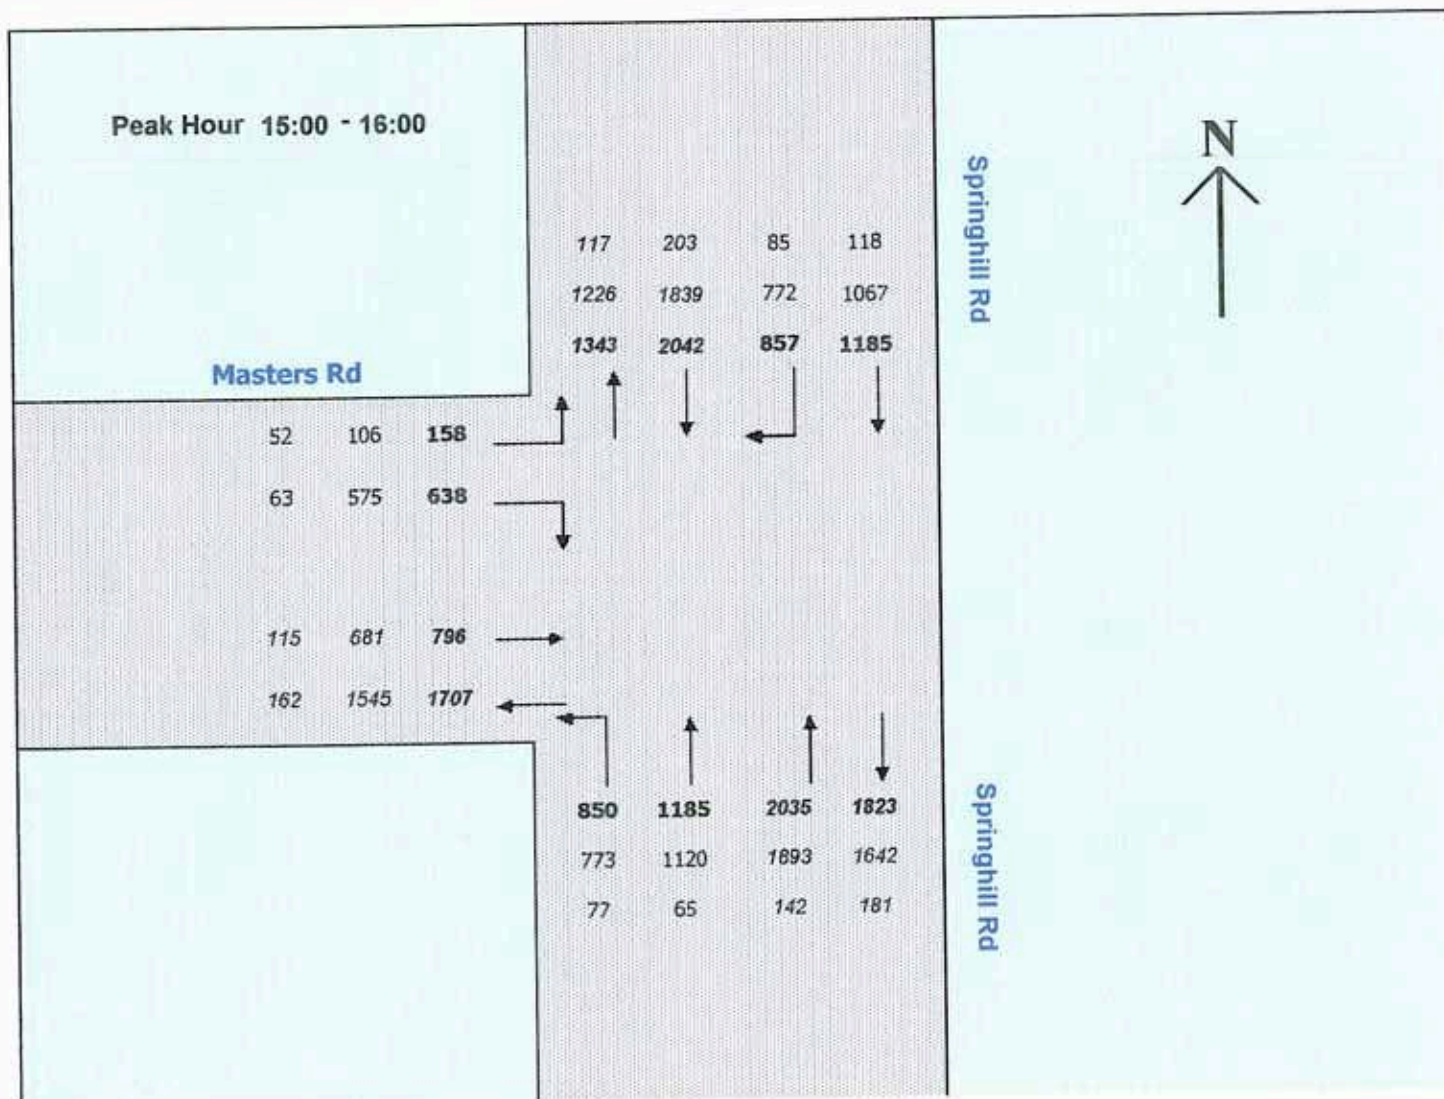 Peak Hour 15:00 - 16:00
N
Springhill Rd
117 203 85 118
1226 1839 772 1067
1343 2042 857 1185
Masters Rd
52 106 158
63 575 638
115 681 796
162 1545 1707
850 1185 2035 1823
773 1120 1893 1642
77 65 142 181
Springhill Rd